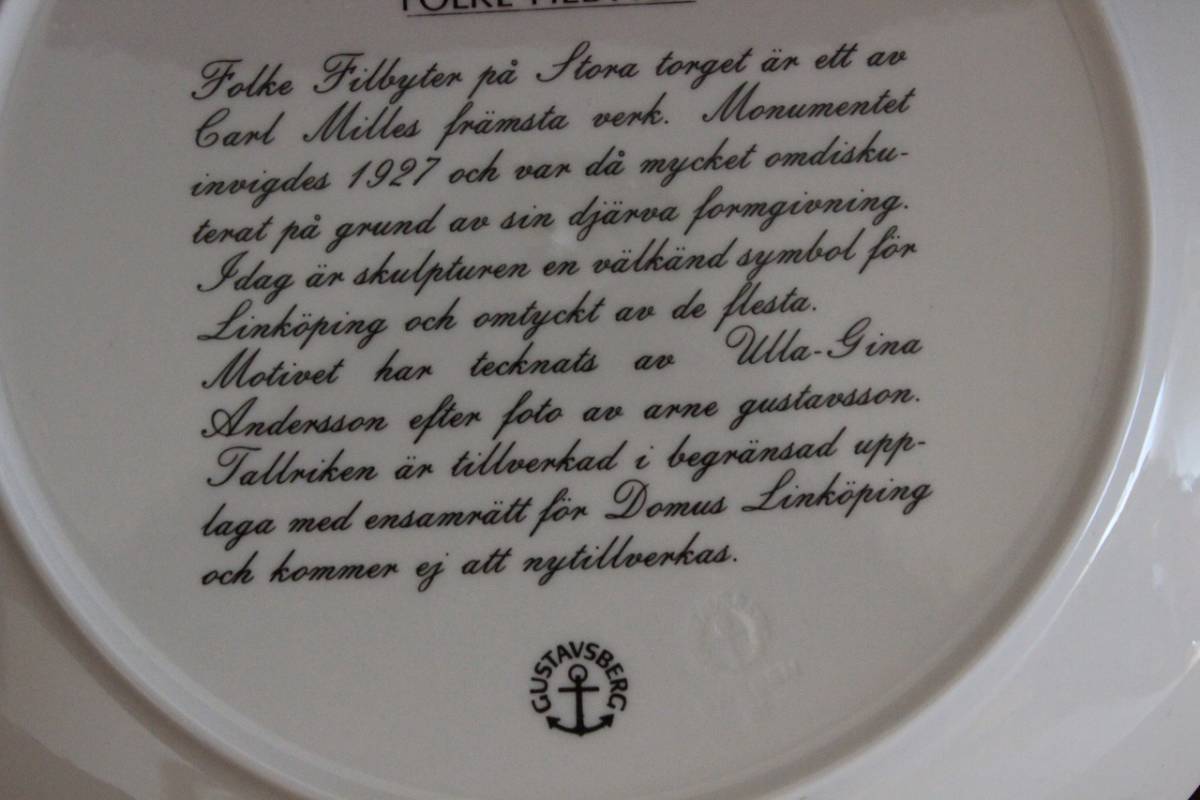 FOLKE FILBYTER
Folke Filbyter på Stora torget är ett av
Carl Milles främsta verk. Monumentet
invigdes 1927 och var då mycket omdisku-
terat på grund av sin djärva formgivning.
Idag är skulpturen en välkänd symbol för
Linköping och omtyckt av de flesta.
Motivet har tecknats av Ulla-Gina
Andersson efter foto av arne gustavsson.
Tallriken är tillverkad i begränsad upp-
laga med ensamrätt för Domus Linköping
och kommer ej att nytillverkas.
GUSTAVSBERG